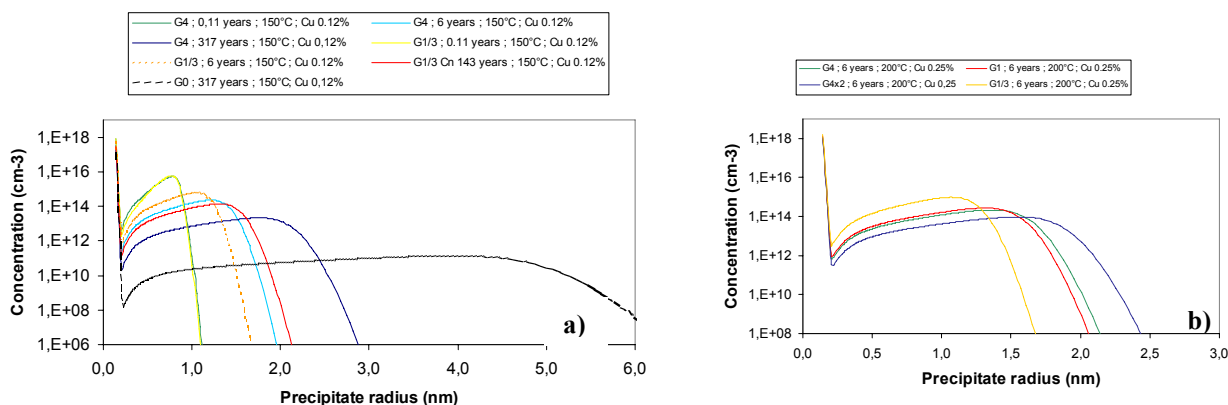 G4 ; 0,11 years ; 150°C ; Cu 0.12% G4 ; 6 years ; 150°C ; Cu 0.12%
G4 ; 317 years ; 150°C ; Cu 0,12% G1/3 ; 0.11 years ; 150°C ; Cu 0.12%
G1/3 ; 6 years ; 150°C ; Cu 0.12% G1/3 Cn 143 years ; 150°C ; Cu 0.12%
G0 ; 317 years ; 150°C; Cu 0,12%
1,E+18
1,E+16
1,E+14
1,E+12
1,E+10
1,E+08
1,E+06
Concentration (cm-3)
a)
0,0 1,0 2,0 3,0 4,0 5,0 6,0
Precipitate radius (nm)
G4 ; 6 years ; 200°C ; Cu 0.25% G1 ; 6 years ; 200°C ; Cu 0.25%
G4x2 ; 6 years ; 200°C ; Cu 0,25 G1/3 ; 6 years ; 200°C ; Cu 0.25%
1,E+18
1,E+16
1,E+14
1,E+12
1,E+10
1,E+08
Concentration (cm-3)
b)
0,0 0,5 1,0 1,5 2,0 2,5 3,0
Precipitate radius (nm)